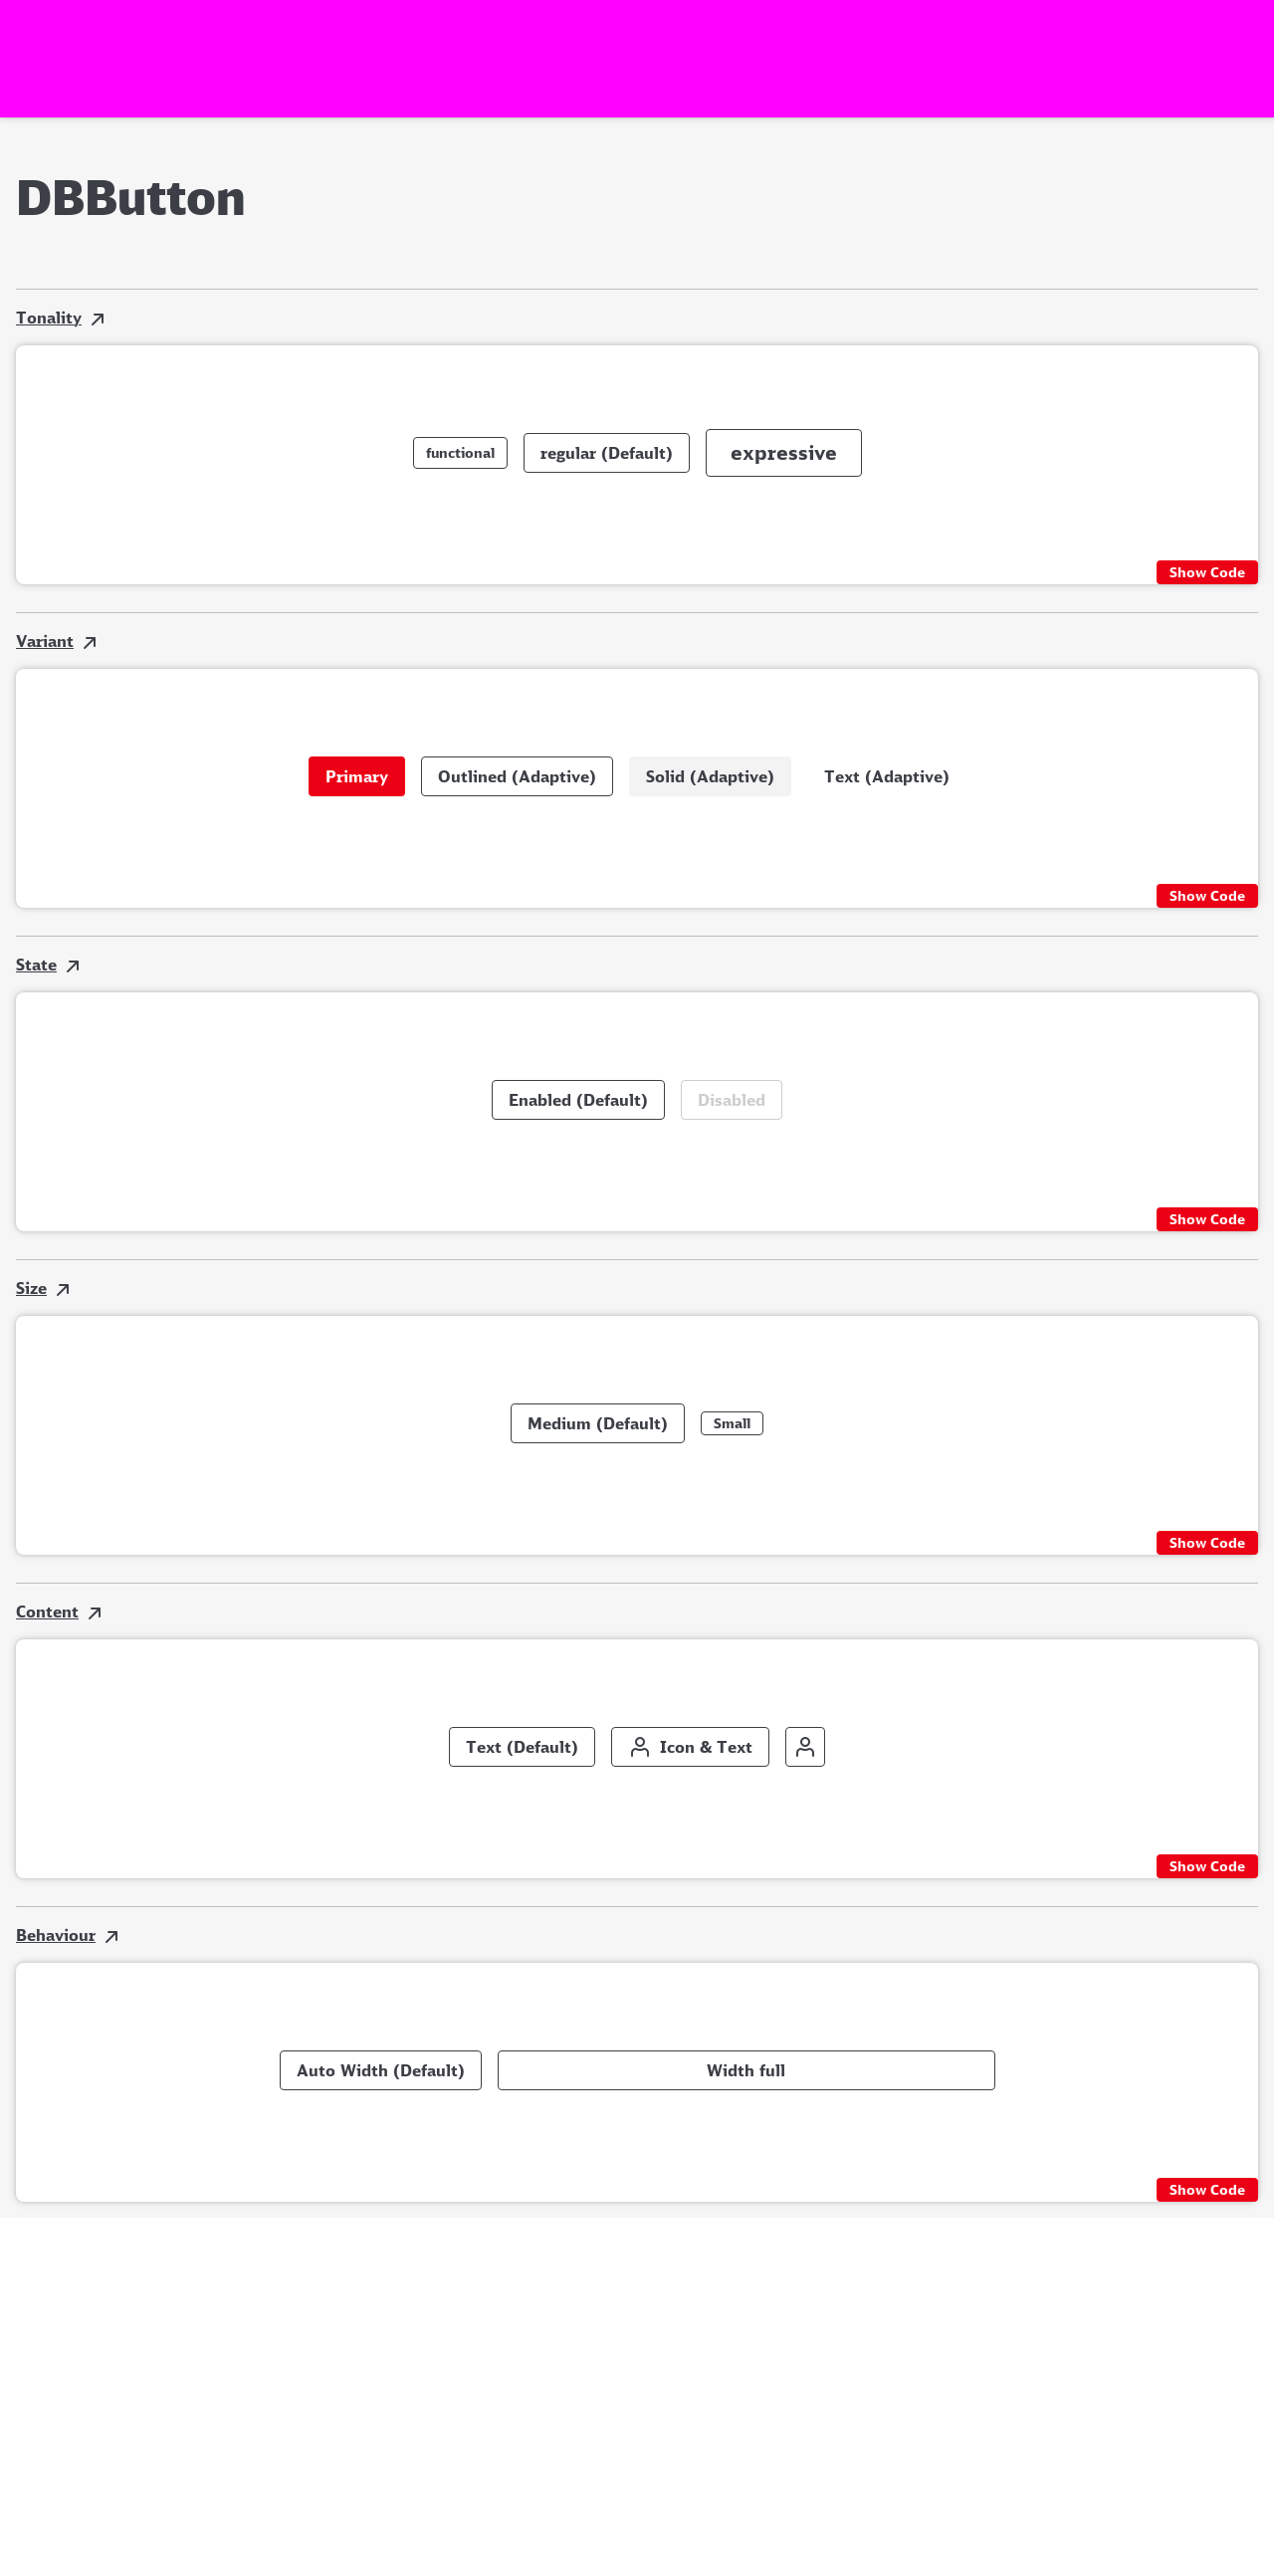 DBButton
Tonality
functional regular (Default) expressive
Show Code
Variant
Primary Outlined (Adaptive) Solid (Adaptive) Text (Adaptive)
Show Code
State
Enabled (Default) Disabled
Show Code
Size
Medium (Default) Small
Show Code
Content
Text (Default) Icon & Text
Show Code
Behaviour
Auto Width (Default) Width full
Show Code